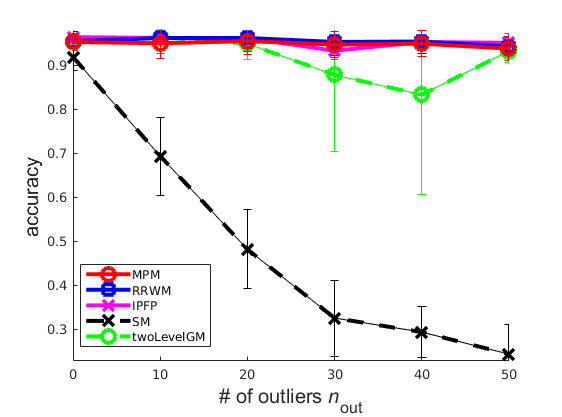 0.9
0.8
0.7
0.6
0.5
0.4
0.3
accuracy
MPM
RRWM
IPFP
SM
twoLevelGM
0 10 20 30 40 50
# of outliers n_out